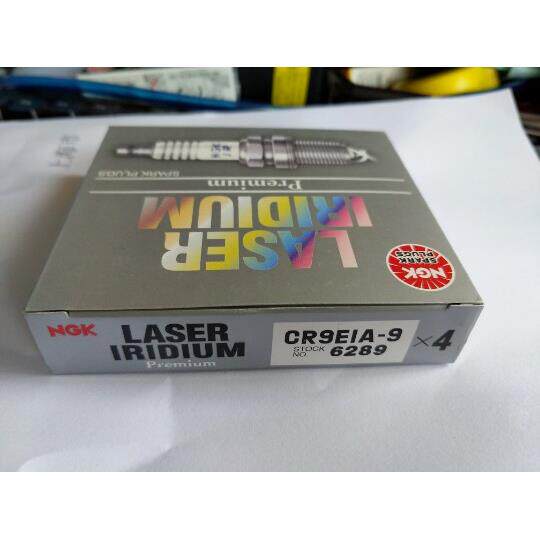 SPARK PLUGS
Premium
LASER
IRIDIUM
NGK
SPARK
PLUGS
NGK
LASER
IRIDIUM
Premium
CR9EIA-9
STOCK
NO. 6289
×4